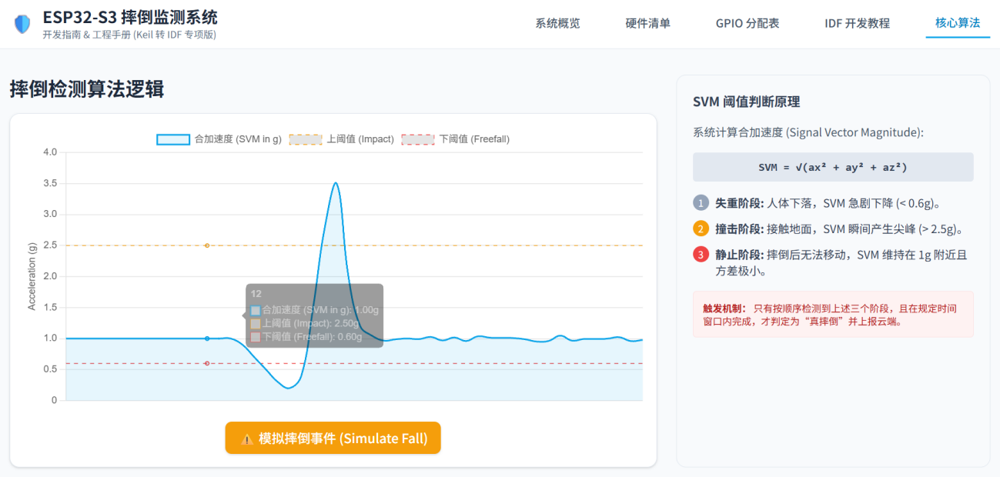 ESP32-S3 摔倒监测系统
开发指南 & 工程手册 (Keil 转 IDF 专项版)
系统概览
硬件清单
GPIO 分配表
IDF 开发教程
核心算法
摔倒检测算法逻辑
合加速度 (SVM in g)
上阈值 (Impact)
下阈值 (Freefall)
4.0
3.5
3.0
2.5
2.0
1.5
1.0
0.5
0
Acceleration (g)
12
合加速度 (SVM in g): 1.00g
上阈值 (Impact): 2.50g
下阈值 (Freefall): 0.60g
模拟摔倒事件 (Simulate Fall)
SVM 阈值判断原理
系统计算合加速度 (Signal Vector Magnitude):
SVM = √(ax² + ay² + az²)
1 失重阶段: 人体下落，SVM 急剧下降 (< 0.6g)。
2 撞击阶段: 接触地面，SVM 瞬间产生尖峰 (> 2.5g)。
3 静止阶段: 摔倒后无法移动，SVM 维持在 1g 附近且
方差极小。
触发机制： 只有按顺序检测到上述三个阶段，且在规定时间
窗口内完成，才判定为“真摔倒”并上报云端。